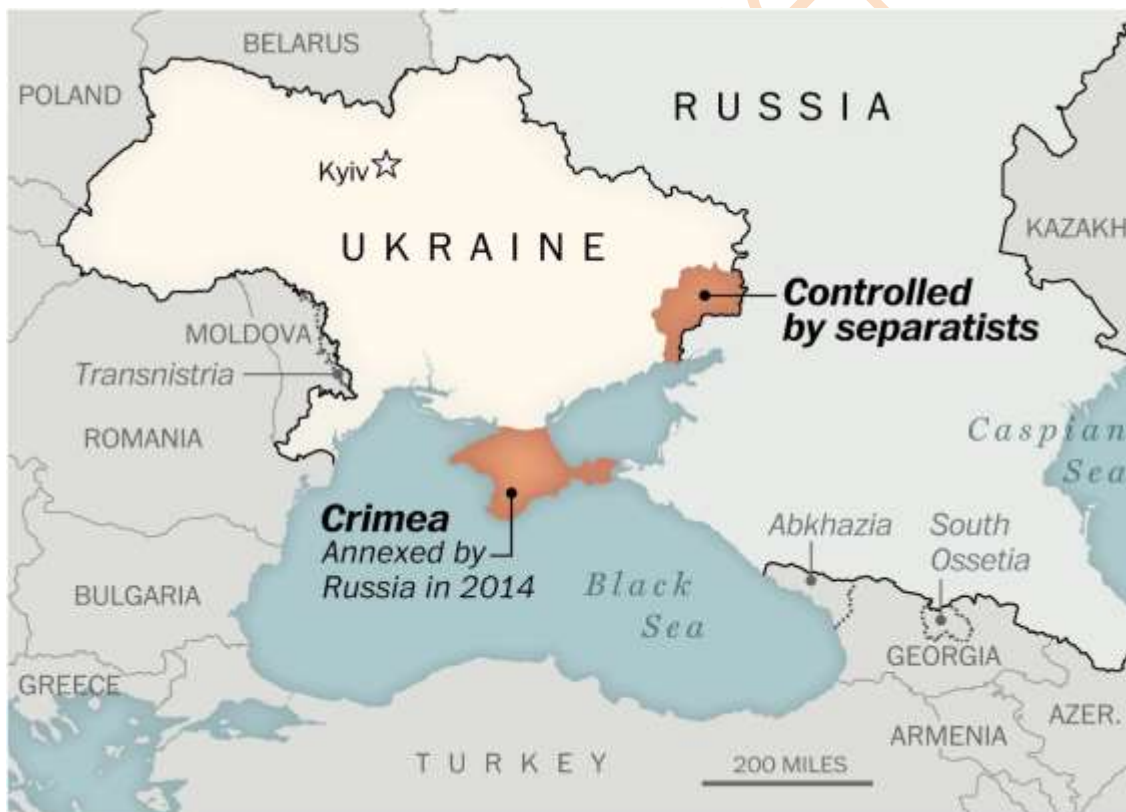 BELARUS
POLAND
RUSSIA
Kyiv
UKRAINE
KAZAKH
Controlled
by separatists
MOLDOVA
Transnistria
ROMANIA
Caspian
Sea
Crimea
Annexed by
Russia in 2014
Abkhazia
South
Ossetia
Black
Sea
BULGARIA
GEORGIA
GREECE
AZER.
ARMENIA
TURKEY
200 MILES